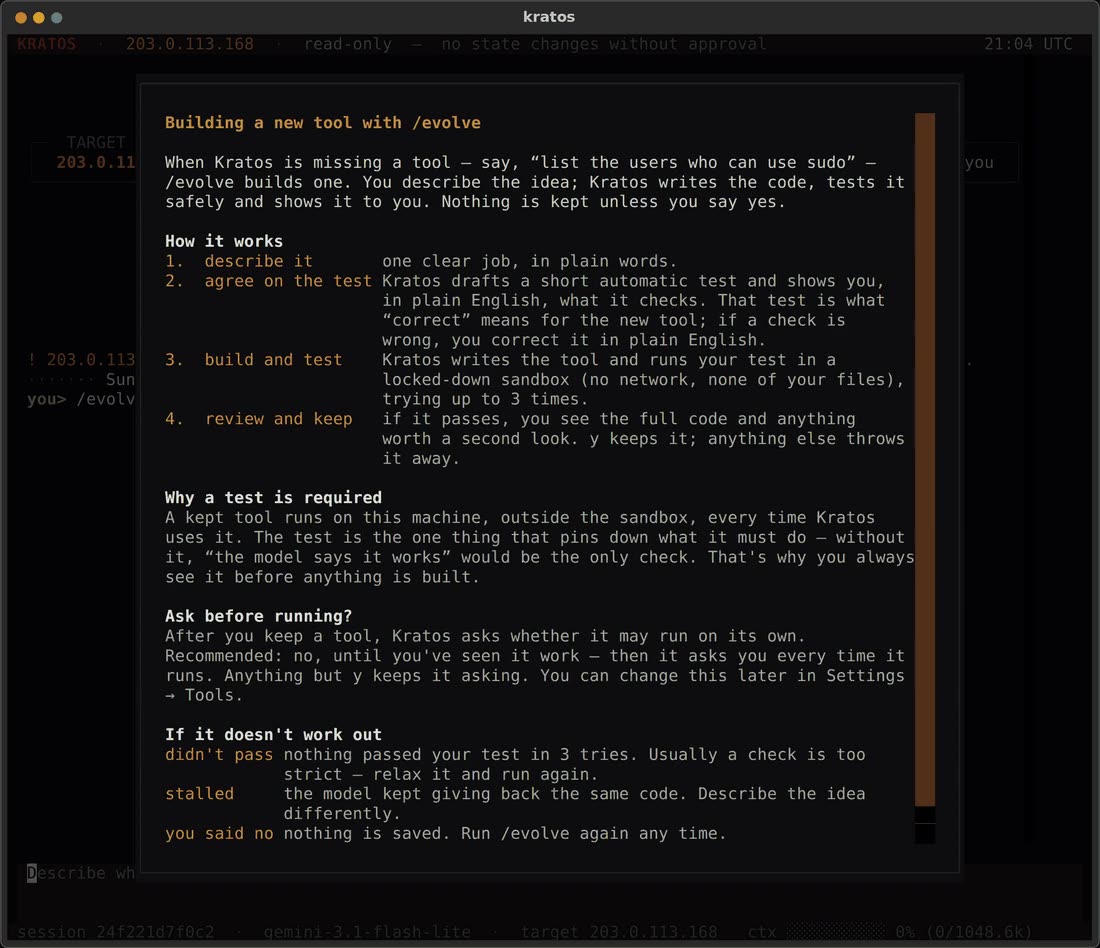 kratos
KRATOS · 203.0.113.168 · read-only — no state changes without approval 21:04 UTC
Building a new tool with /evolve
TARGET
When Kratos is missing a tool — say, “list the users who can use sudo” —
203.0.11 you
/evolve builds one. You describe the idea; Kratos writes the code, tests it
safely and shows it to you. Nothing is kept unless you say yes.
How it works
1. describe it one clear job, in plain words.
2. agree on the test Kratos drafts a short automatic test and shows you,
in plain English, what it checks. That test is what
“correct” means for the new tool; if a check is
wrong, you correct it in plain English.
! 203.0.113
3. build and test Kratos writes the tool and runs your test in a
······· Sun
locked-down sandbox (no network, none of your files),
you> /evolv
trying up to 3 times.
4. review and keep if it passes, you see the full code and anything
worth a second look. y keeps it; anything else throws
it away.
Why a test is required
A kept tool runs on this machine, outside the sandbox, every time Kratos
uses it. The test is the one thing that pins down what it must do — without
it, “the model says it works” would be the only check. That's why you always
see it before anything is built.
Ask before running?
After you keep a tool, Kratos asks whether it may run on its own.
Recommended: no, until you've seen it work — then it asks you every time it
runs. Anything but y keeps it asking. You can change this later in Settings
→ Tools.
If it doesn't work out
didn't pass nothing passed your test in 3 tries. Usually a check is too
strict — relax it and run again.
stalled the model kept giving back the same code. Describe the idea
differently.
you said no nothing is saved. Run /evolve again any time.
Describe wh
session 24f221d7f0c2 · gemini-3.1-flash-lite · target 203.0.113.168 ctx 0% (0/1048.6k)